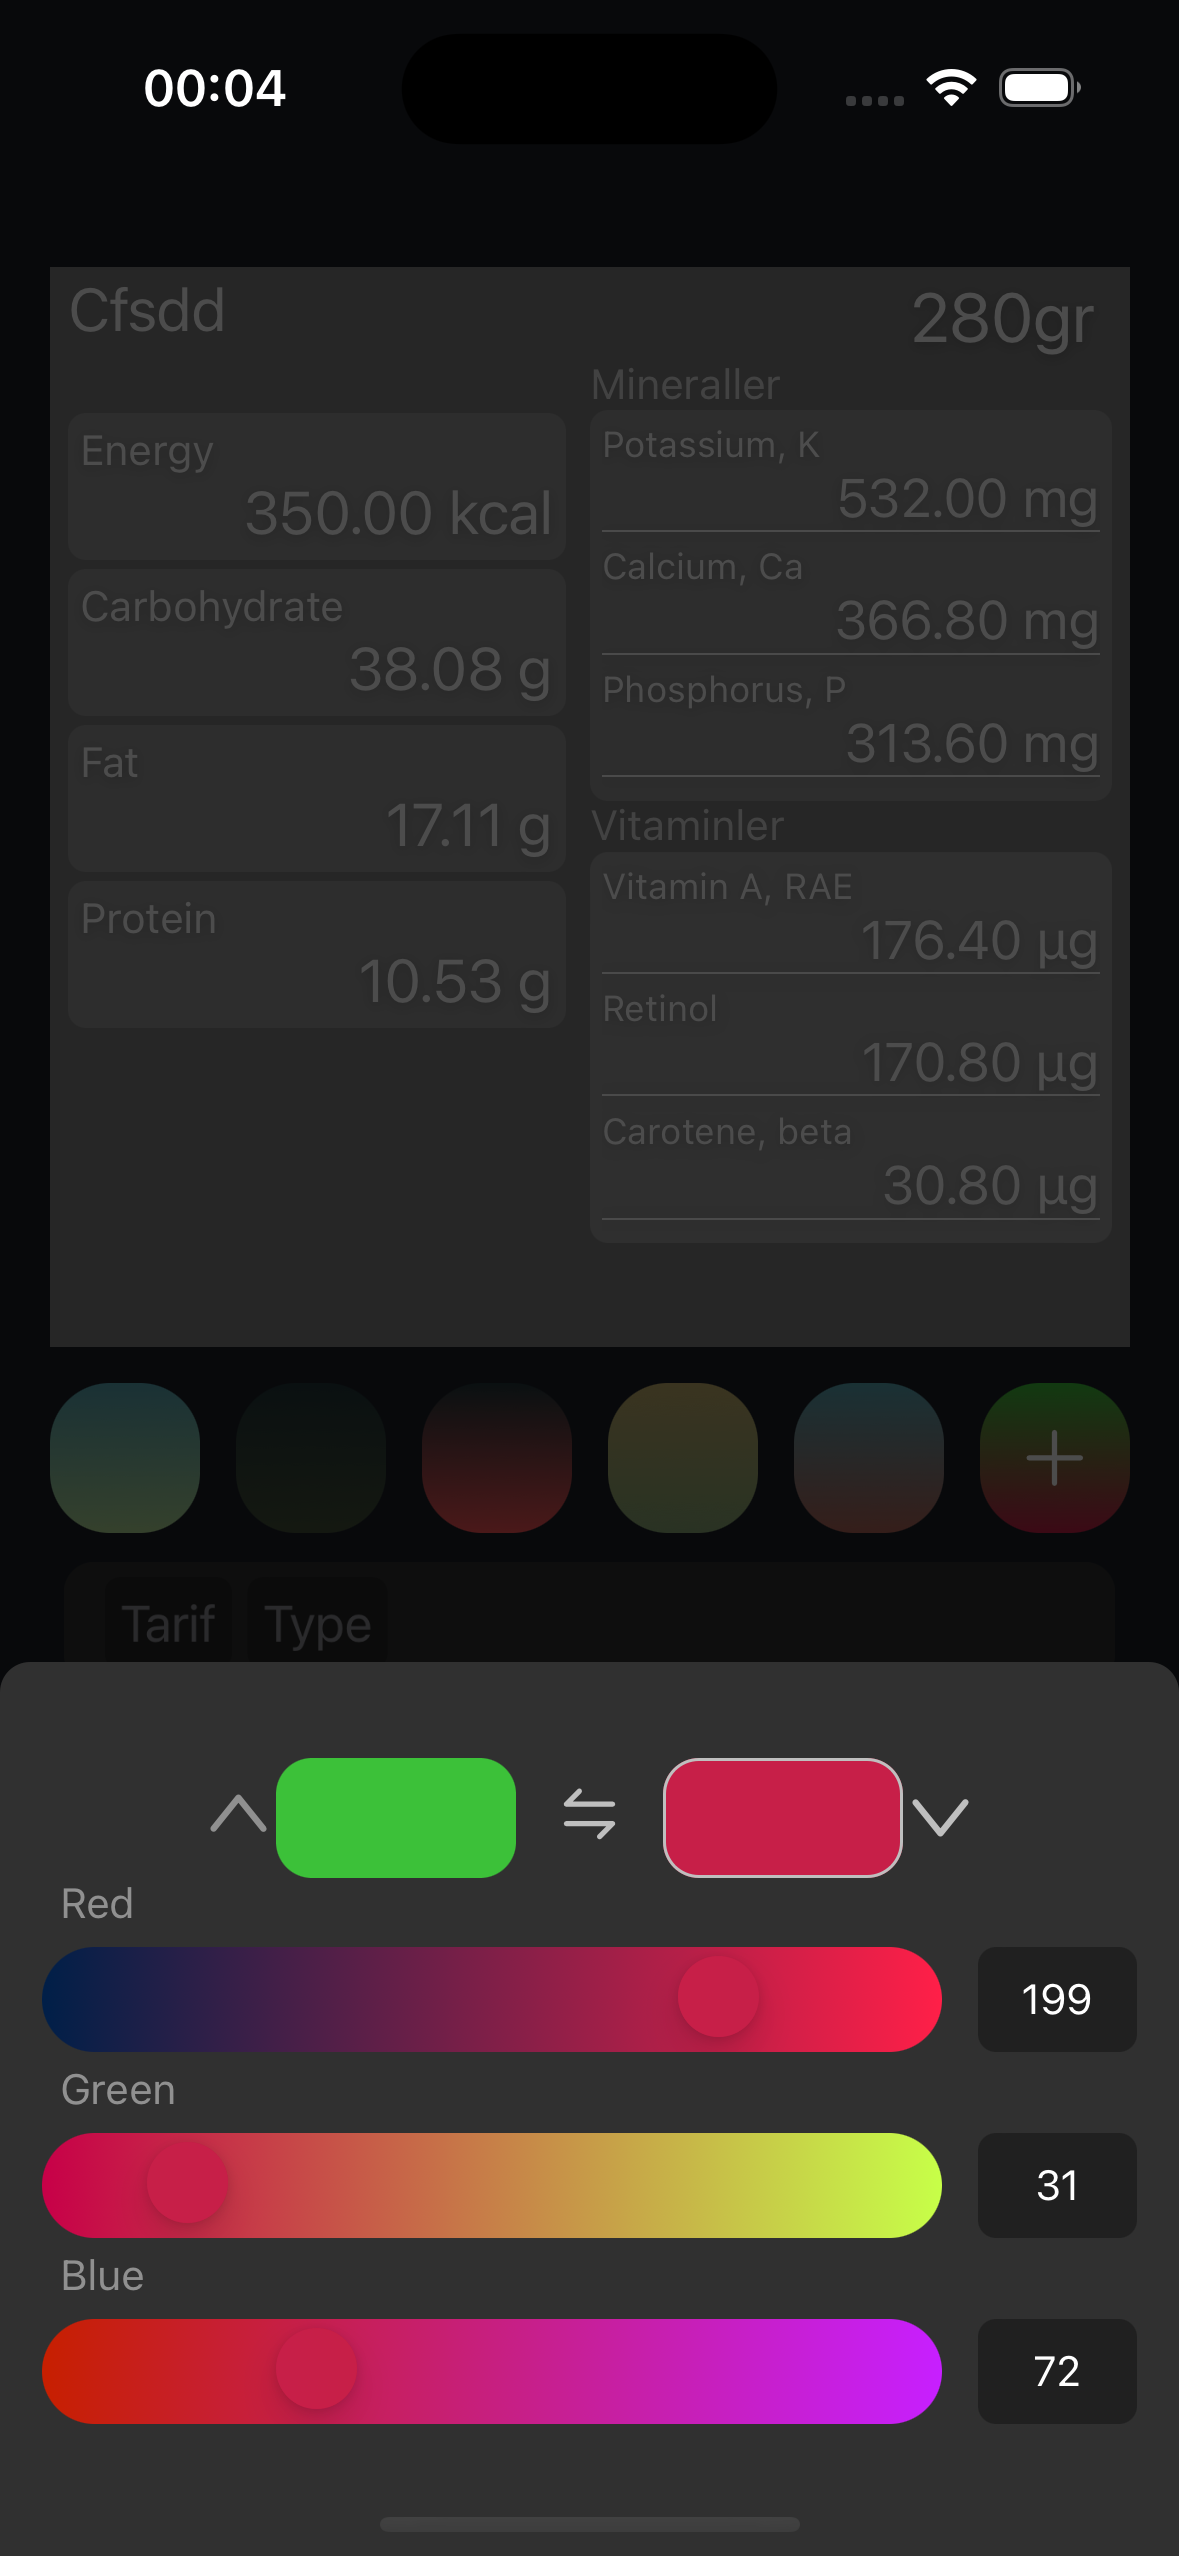 00:04
Cfsdd
280gr
Energy
350.00 kcal
Carbohydrate
38.08 g
Fat
17.11 g
Protein
10.53 g
Mineraller
Potassium, K
532.00 mg
Calcium, Ca
366.80 mg
Phosphorus, P
313.60 mg
Vitaminler
Vitamin A, RAE
176.40 µg
Retinol
170.80 µg
Carotene, beta
30.80 µg
Tarif Type
Red
199
Green
31
Blue
72